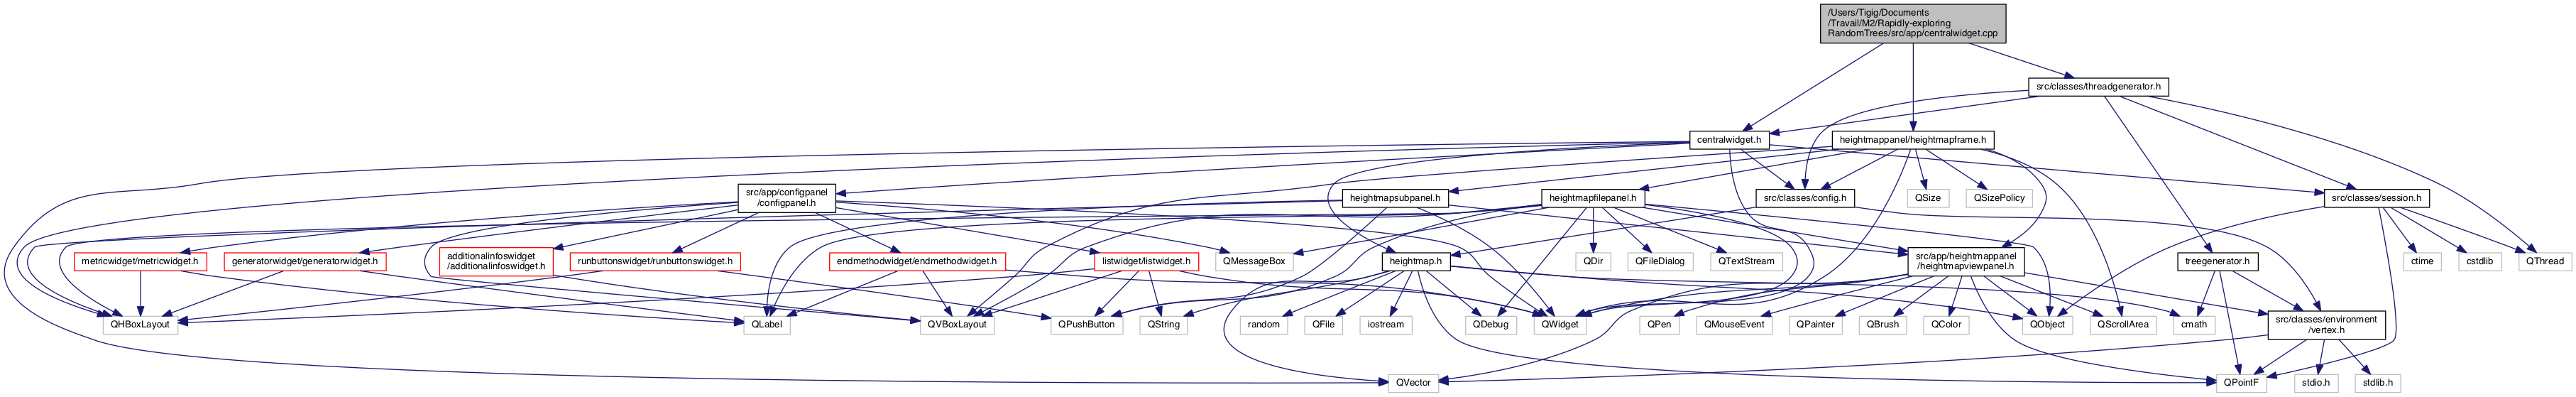 /Users/Tigig/Documents
/Travail/M2/Rapidly-exploring
RandomTrees/src/app/centralwidget.cpp
src/classes/threadgenerator.h
centralwidget.h
heightmappanel/heightmapframe.h
src/app/configpanel
/configpanel.h
heightmapsubpanel.h
heightmapfilepanel.h
src/classes/config.h
QSize
QSizePolicy
src/classes/session.h
metricwidget/metricwidget.h
generatorwidget/generatorwidget.h
additionalinfoswidget
/additionalinfoswidget.h
runbuttonswidget/runbuttonswidget.h
endmethodwidget/endmethodwidget.h
listwidget/listwidget.h
QMessageBox
heightmap.h
QDir
QFileDialog
QTextStream
src/app/heightmappanel
/heightmapviewpanel.h
treegenerator.h
ctime
cstdlib
QThread
QHBoxLayout
QLabel
QVBoxLayout
QPushButton
QString
random
QFile
iostream
QDebug
QWidget
QPen
QMouseEvent
QPainter
QBrush
QColor
QObject
QScrollArea
cmath
src/classes/environment
/vertex.h
QVector
QPointF
stdio.h
stdlib.h